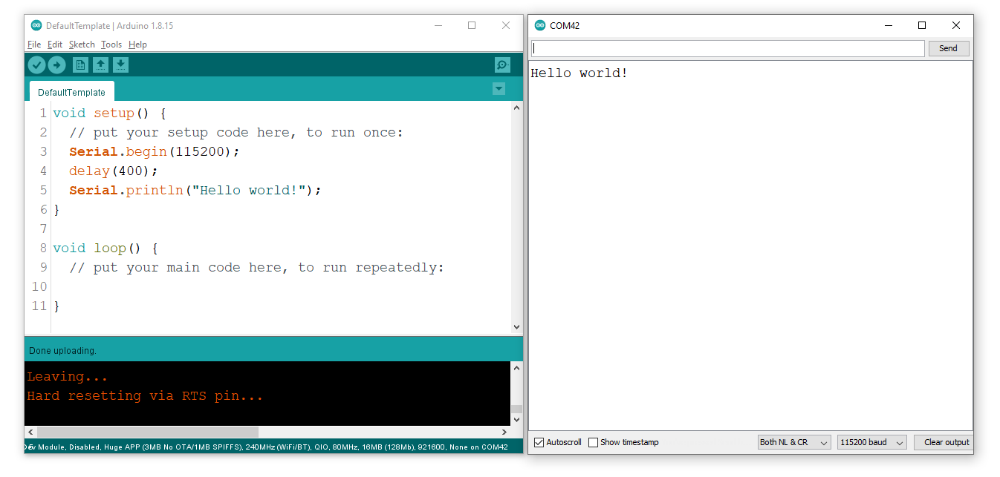 DefaultTemplate | Arduino 1.8.15
File Edit Sketch Tools Help
DefaultTemplate
1 void setup() {
2   // put your setup code here, to run once:
3   Serial.begin(115200);
4   delay(400);
5   Serial.println("Hello world!");
6 }
7
8 void loop() {
9   // put your main code here, to run repeatedly:
10
11 }
Done uploading.
Leaving...
Hard resetting via RTS pin...
Module, Disabled, Huge APP (3MB No OTA/1MB SPIFFS), 240MHz (WiFi/BT), QIO, 80MHz, 16MB (128Mb), 921600, None on COM42
COM42
Send
Hello world!
Autoscroll Show timestamp Both NL & CR 115200 baud Clear output